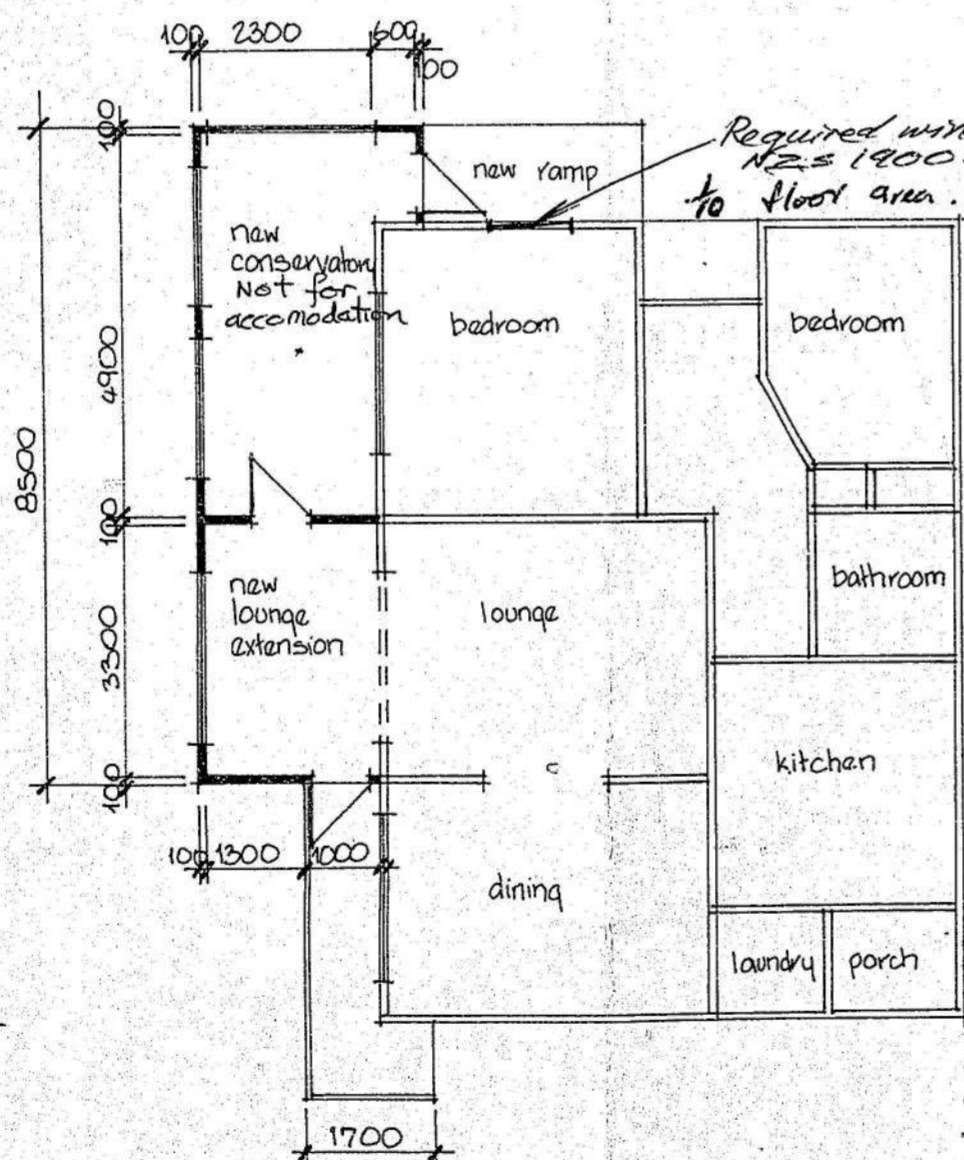 100 2300 600
100
Required
NZS 1900
1/10 floor area.
new ramp
100
new
conservatory
Not for
accomodation
bedroom
bedroom
4900
8500
100
new
lounge
extension
lounge
bathroom
3300
kitchen
100
100 1300 1000
dining
laundry
porch
1700